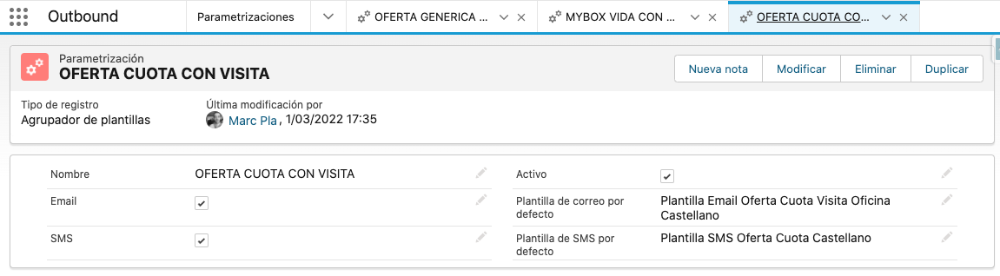 Outbound
Parametrizaciones
OFERTA GENERICA ...
MYBOX VIDA CON ...
OFERTA CUOTA CO...
Parametrización
OFERTA CUOTA CON VISITA
Nueva nota
Modificar
Eliminar
Duplicar
Tipo de registro
Agrupador de plantillas
Última modificación por
Marc Pla, 1/03/2022 17:35
Nombre
OFERTA CUOTA CON VISITA
Activo
Email
Plantilla de correo por
defecto
Plantilla Email Oferta Cuota Visita Oficina
Castellano
SMS
Plantilla de SMS por
defecto
Plantilla SMS Oferta Cuota Castellano